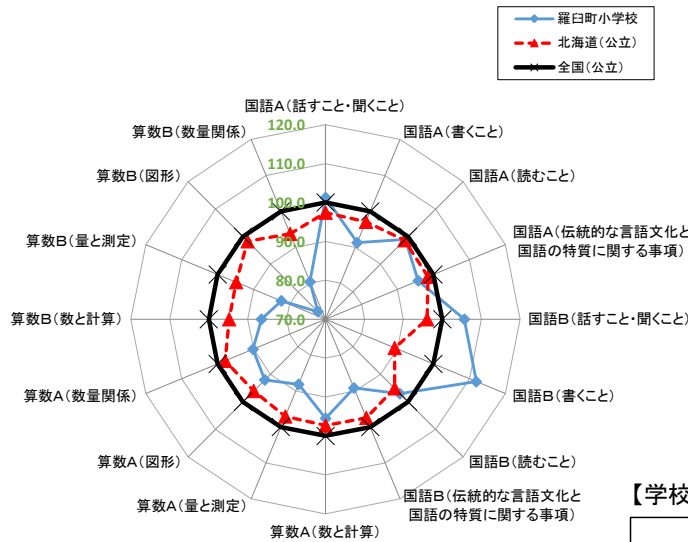 羅臼町小学校
北海道(公立)
全国(公立)
国語A(話すこと・聞くこと)
国語A(書くこと)
国語A(読むこと)
国語A(伝統的な言語文化と
国語の特質に関する事項)
国語B(話すこと・聞くこと)
国語B(書くこと)
国語B(読むこと)
国語B(伝統的な言語文化と
国語の特質に関する事項)
算数A(数と計算)
算数A(量と測定)
算数A(図形)
算数A(数量関係)
算数B(数と計算)
算数B(量と測定)
算数B(図形)
算数B(数量関係)
120.0
110.0
100.0
90.0
80.0
70.0
【学校